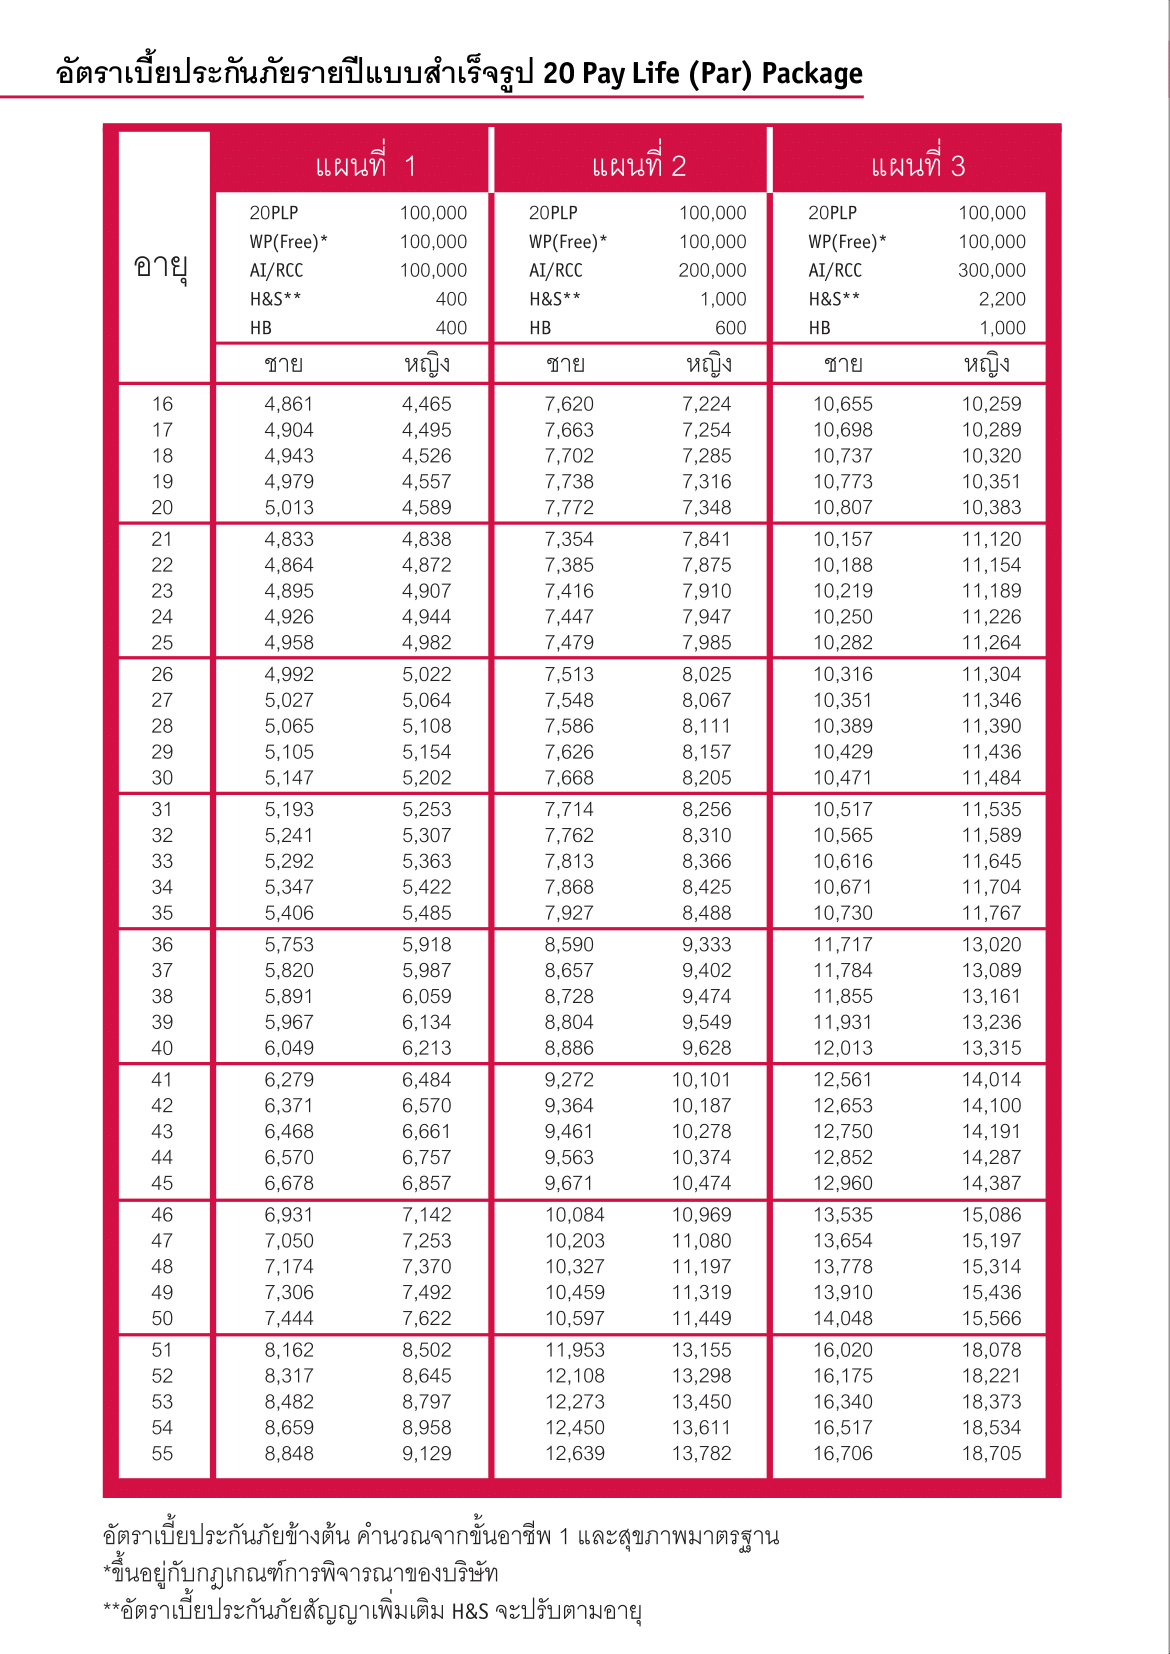 อัตราเบี้ยประกันภัยรายปีแบบสำเร็จรูป 20 Pay Life (Par) Package
อายุ แผนที่ 1 แผนที่ 2 แผนที่ 3
20PLP 100,000 20PLP 100,000 20PLP 100,000
WP(Free)* 100,000 WP(Free)* 100,000 WP(Free)* 100,000
AI/RCC 100,000 AI/RCC 200,000 AI/RCC 300,000
H&S** 400 H&S** 1,000 H&S** 2,200
HB 400 HB 600 HB 1,000
ชาย หญิง ชาย หญิง ชาย หญิง
16 4,861 4,465 7,620 7,224 10,655 10,259
17 4,904 4,495 7,663 7,254 10,698 10,289
18 4,943 4,526 7,702 7,285 10,737 10,320
19 4,979 4,557 7,738 7,316 10,773 10,351
20 5,013 4,589 7,772 7,348 10,807 10,383
21 4,833 4,838 7,354 7,841 10,157 11,120
22 4,864 4,872 7,385 7,875 10,188 11,154
23 4,895 4,907 7,416 7,910 10,219 11,189
24 4,926 4,944 7,447 7,947 10,250 11,226
25 4,958 4,982 7,479 7,985 10,282 11,264
26 4,992 5,022 7,513 8,025 10,316 11,304
27 5,027 5,064 7,548 8,067 10,351 11,346
28 5,065 5,108 7,586 8,111 10,389 11,390
29 5,105 5,154 7,626 8,157 10,429 11,436
30 5,147 5,202 7,668 8,205 10,471 11,484
31 5,193 5,253 7,714 8,256 10,517 11,535
32 5,241 5,307 7,762 8,310 10,565 11,589
33 5,292 5,363 7,813 8,366 10,616 11,645
34 5,347 5,422 7,868 8,425 10,671 11,704
35 5,406 5,485 7,927 8,488 10,730 11,767
36 5,753 5,918 8,590 9,333 11,717 13,020
37 5,820 5,987 8,657 9,402 11,784 13,089
38 5,891 6,059 8,728 9,474 11,855 13,161
39 5,967 6,134 8,804 9,549 11,931 13,236
40 6,049 6,213 8,886 9,628 12,013 13,315
41 6,279 6,484 9,272 10,101 12,561 14,014
42 6,371 6,570 9,364 10,187 12,653 14,100
43 6,468 6,661 9,461 10,278 12,750 14,191
44 6,570 6,757 9,563 10,374 12,852 14,287
45 6,678 6,857 9,671 10,474 12,960 14,387
46 6,931 7,142 10,084 10,969 13,535 15,086
47 7,050 7,253 10,203 11,080 13,654 15,197
48 7,174 7,370 10,327 11,197 13,778 15,314
49 7,306 7,492 10,459 11,319 13,910 15,436
50 7,444 7,622 10,597 11,449 14,048 15,566
51 8,162 8,502 11,953 13,155 16,020 18,078
52 8,317 8,645 12,108 13,298 16,175 18,221
53 8,482 8,797 12,273 13,450 16,340 18,373
54 8,659 8,958 12,450 13,611 16,517 18,534
55 8,848 9,129 12,639 13,782 16,706 18,705
อัตราเบี้ยประกันภัยข้างต้น คำนวณจากขั้นอาชีพ 1 และสุขภาพมาตรฐาน
*ขึ้นอยู่กับกฎเกณฑ์การพิจารณาของบริษัท
**อัตราเบี้ยประกันภัยสัญญาเพิ่มเติม H&S จะปรับตามอายุ